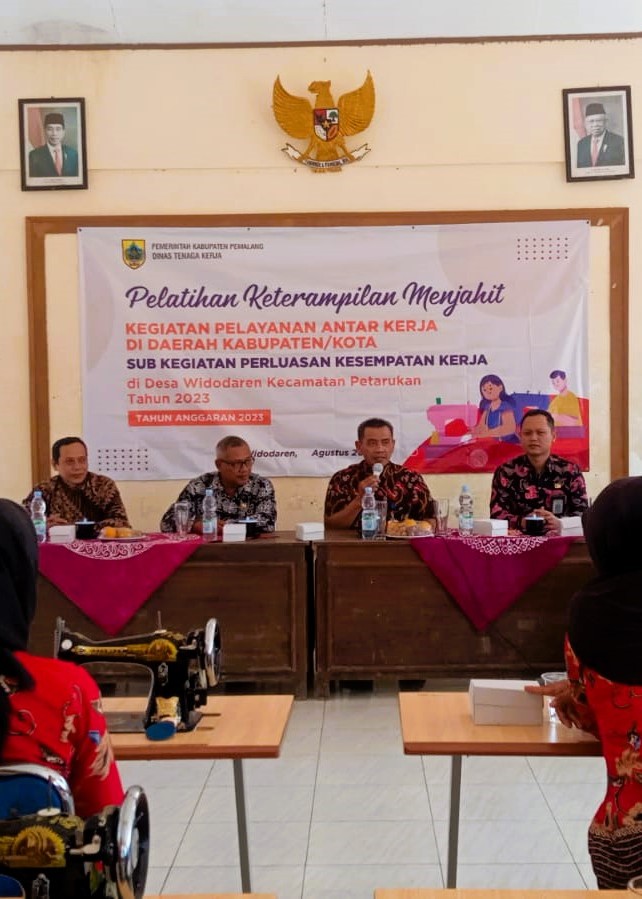 PEMERINTAH KABUPATEN PEMALANG
DINAS TENAGA KERJA
Pelatihan Keterampilan Menjahit
KEGIATAN PELAYANAN ANTAR KERJA
DI DAERAH KABUPATEN/KOTA
SUB KEGIATAN PERLUASAN KESEMPATAN KERJA
di Desa Widodaren Kecamatan Petarukan
Tahun 2023
TAHUN ANGGARAN 2023
Agustus